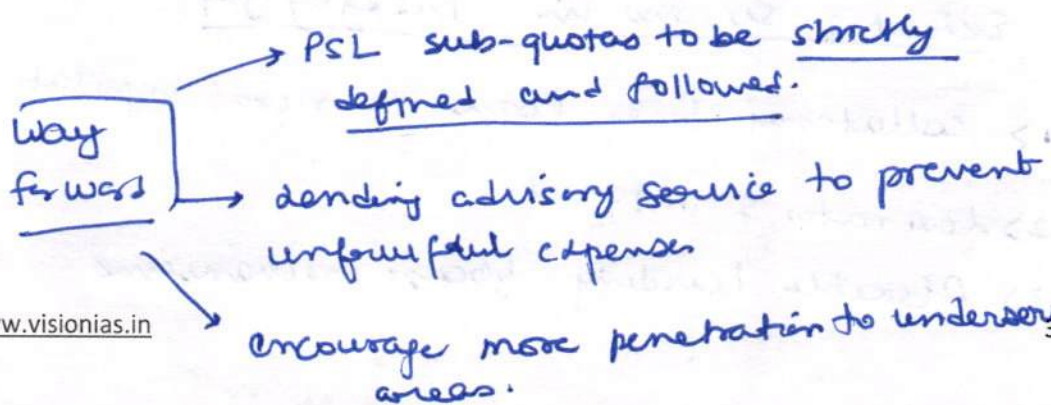 → PSL sub-quotas to be strictly
defined and followed.
Way
forward
→ Lending advisory service to prevent
unfruitful expenses
→ encourage more penetration to underser
areas.
w.visionias.in